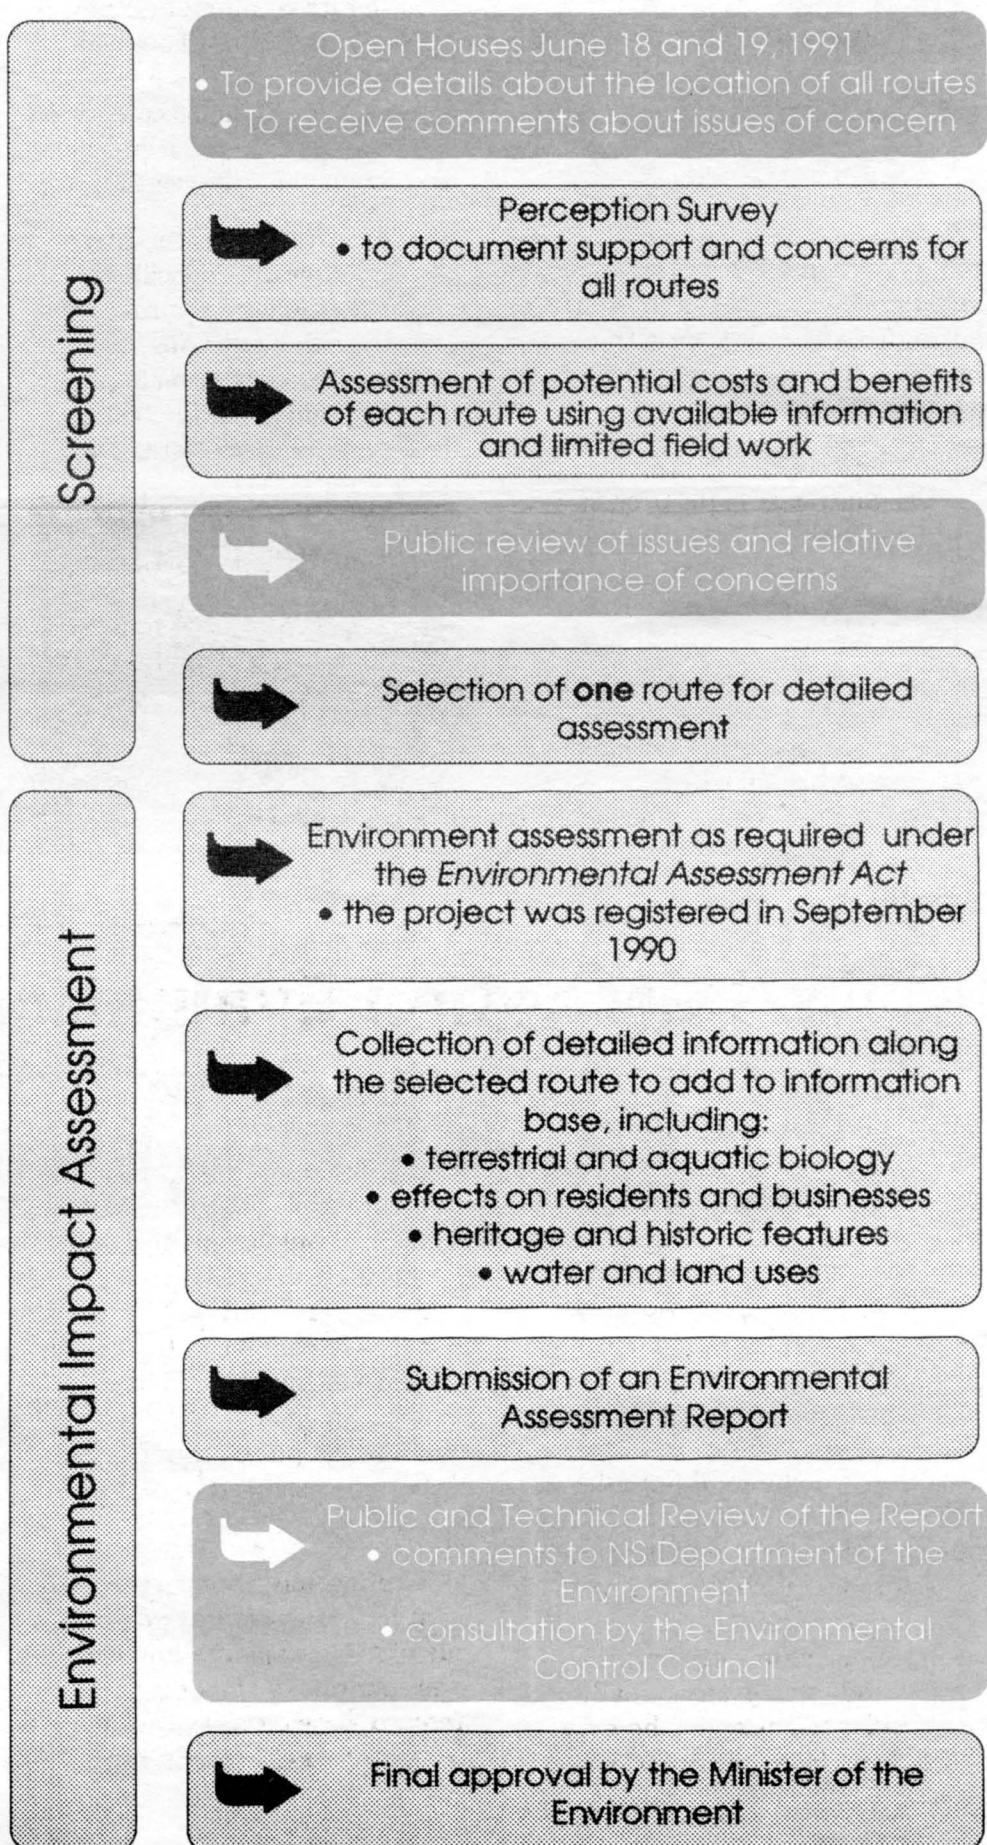 Screening
Open Houses June 18 and 19, 1991
• To provide details about the location of all routes
• To receive comments about issues of concern
Perception Survey
• to document support and concerns for
all routes
Assessment of potential costs and benefits
of each route using available information
and limited field work
Public review of issues and relative
importance of concerns
Selection of one route for detailed
assessment
Environmental Impact Assessment
Environment assessment as required under
the Environmental Assessment Act
• the project was registered in September
1990
Collection of detailed information along
the selected route to add to information
base, including:
• terrestrial and aquatic biology
• effects on residents and businesses
• heritage and historic features
• water and land uses
Submission of an Environmental
Assessment Report
Public and Technical Review of the Report
• comments to NS Department of the
Environment
• consultation by the Environmental
Control Council
Final approval by the Minister of the
Environment